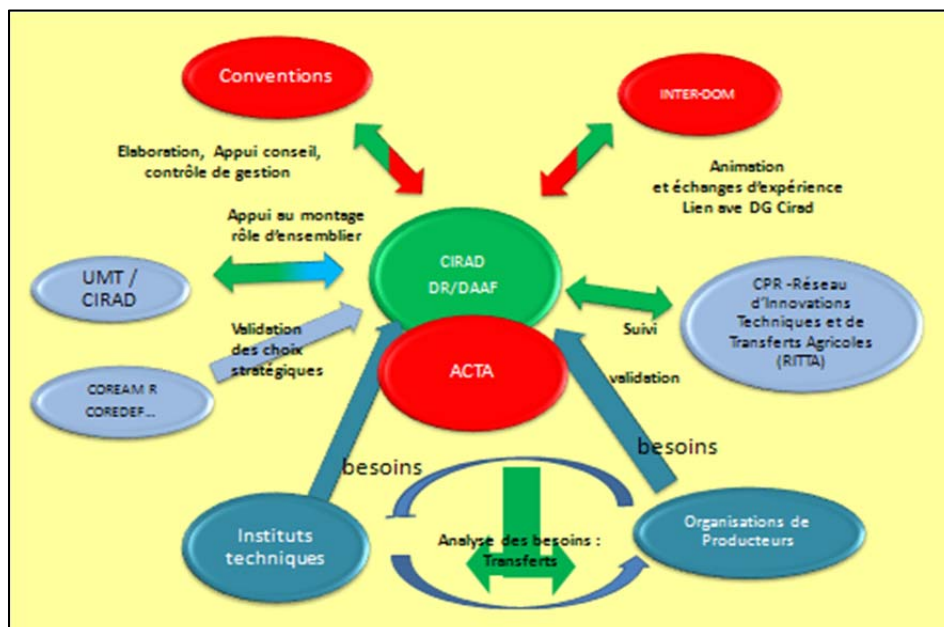 Conventions
INTER-DOM
Elaboration, Appui conseil,
contrôle de gestion
Animation
et échanges d'expérience
Lien ave DG Cirad
Appui au montage
rôle d'ensemblier
CIRAD
DR/DAAF
UMT /
CIRAD
CPR -Réseau
d'Innovations
Techniques et de
Transferts Agricoles
(RITTA)
Suivi
Validation
des choix
stratégiques
ACTA
validation
COREAM R
COREDEF...
besoins
besoins
Instituts
techniques
Analyse des besoins :
Transferts
Organisations de
Producteurs